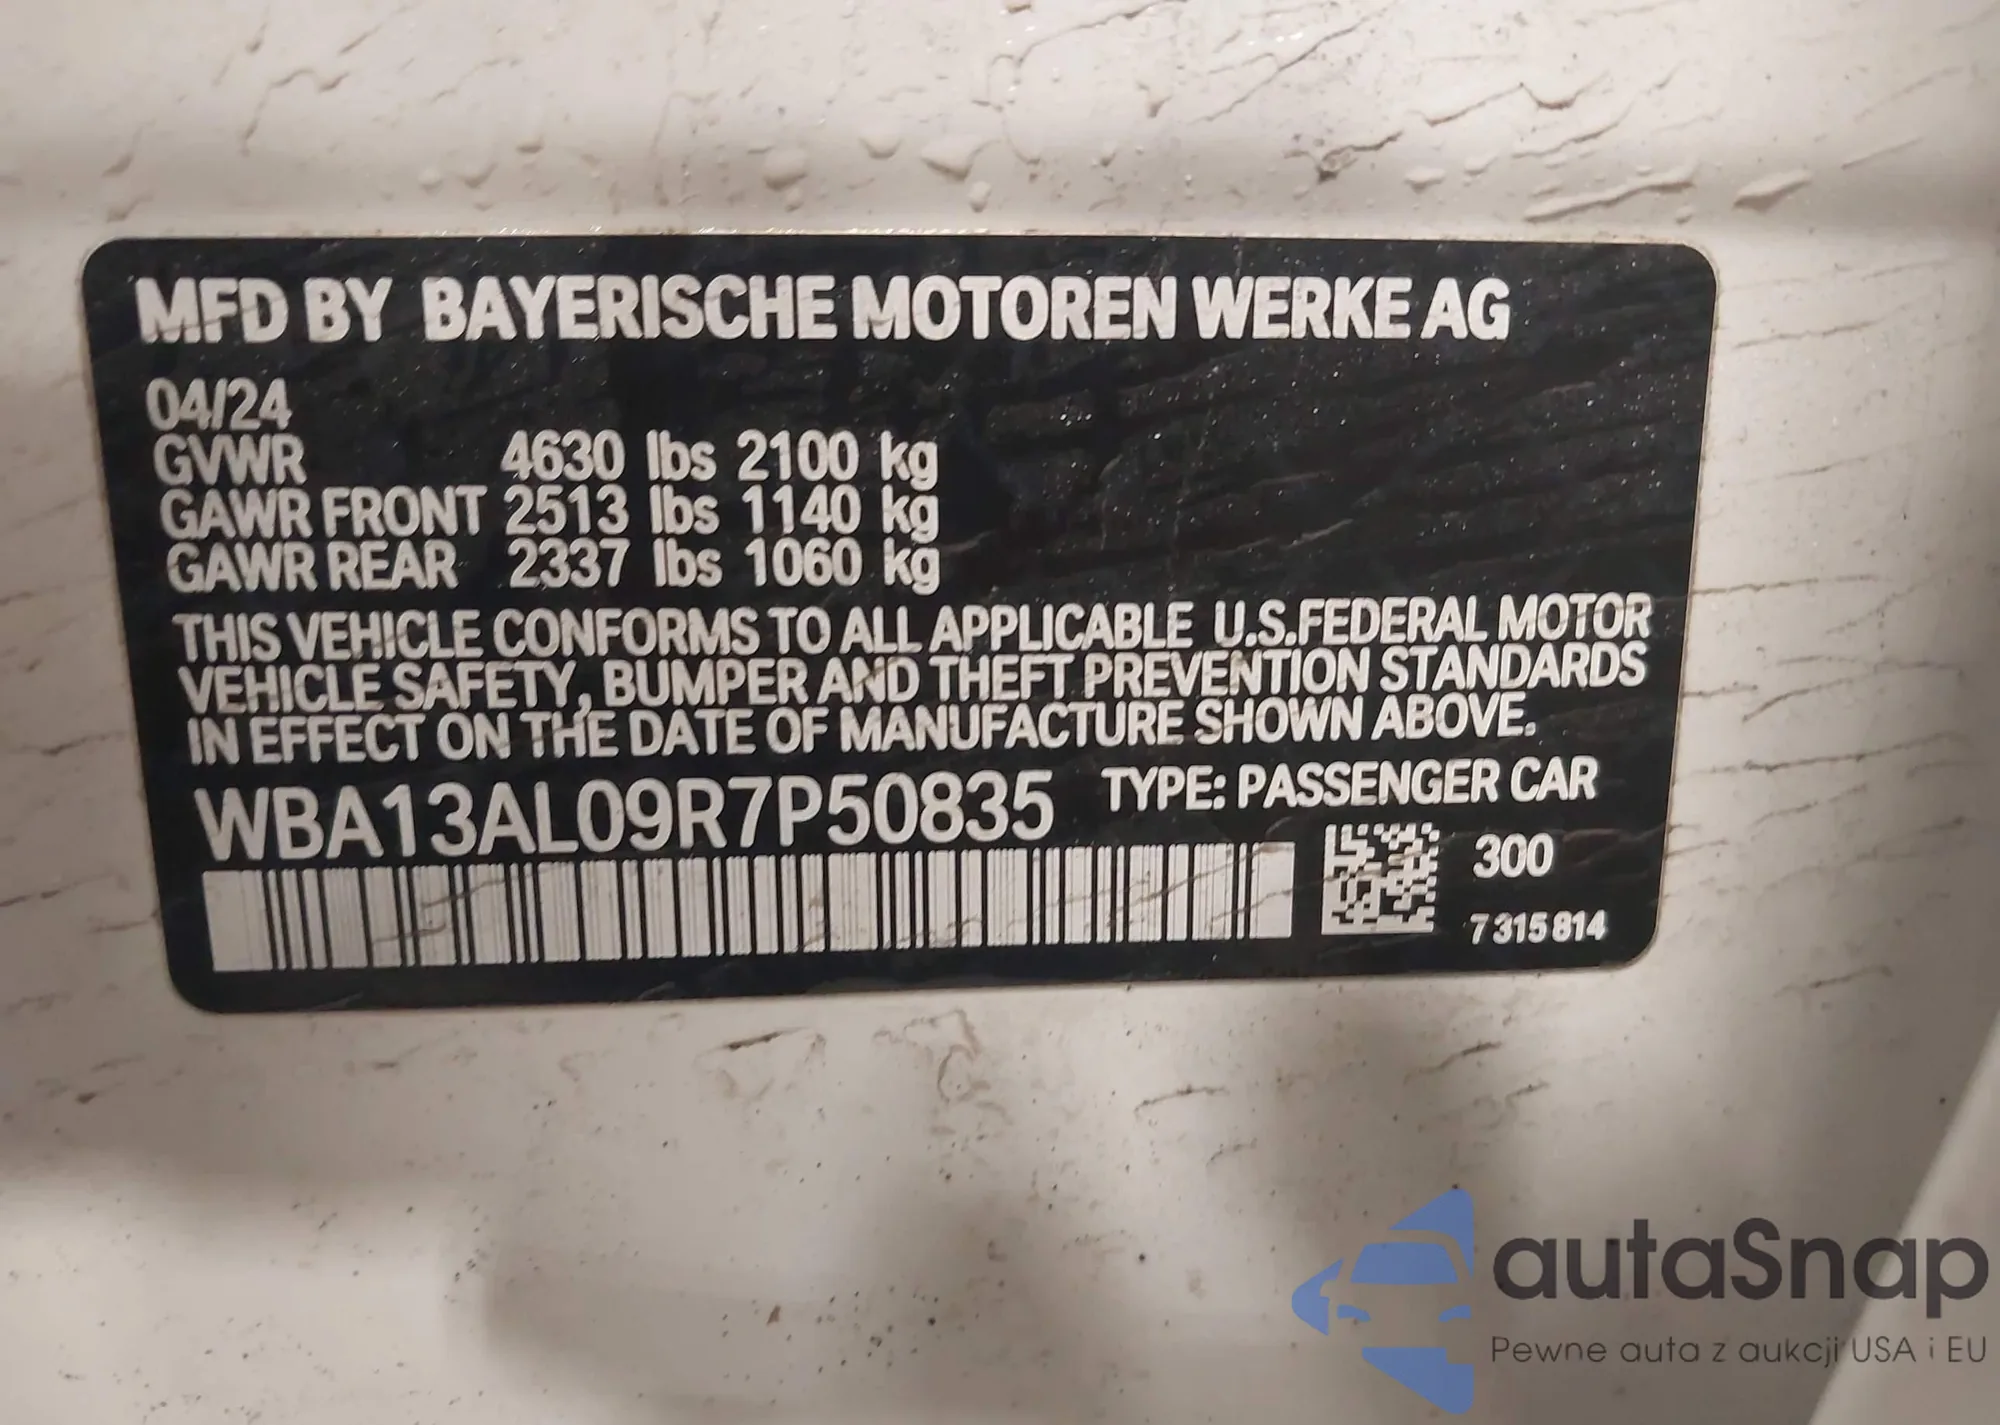 MFD BY BAYERISCHE MOTOREN WERKE AG
04/24
GVWR 4630 lbs 2100 kg
GAWR FRONT 2513 lbs 1140 kg
GAWR REAR 2337 lbs 1060 kg
THIS VEHICLE CONFORMS TO ALL APPLICABLE U.S.FEDERAL MOTOR
VEHICLE SAFETY, BUMPER AND THEFT PREVENTION STANDARDS
IN EFFECT ON THE DATE OF MANUFACTURE SHOWN ABOVE.
WBA13AL09R7P50835 TYPE: PASSENGER CAR
300
7 315 814
autaSnap
Pewne auta z aukcji USA i EU